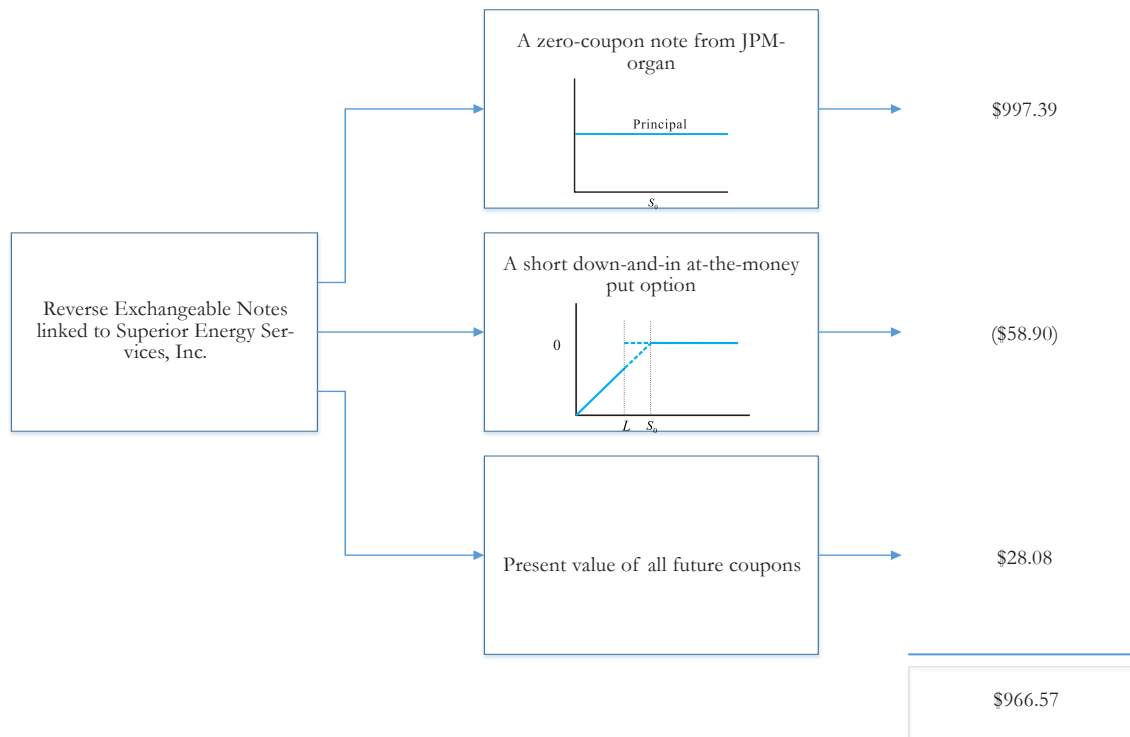 A zero-coupon note from JPM-
organ
Principal
S₀
$997.39
Reverse Exchangeable Notes
linked to Superior Energy Ser-
vices, Inc.
A short down-and-in at-the-money
put option
0
L S₀
($58.90)
Present value of all future coupons
$28.08
$966.57